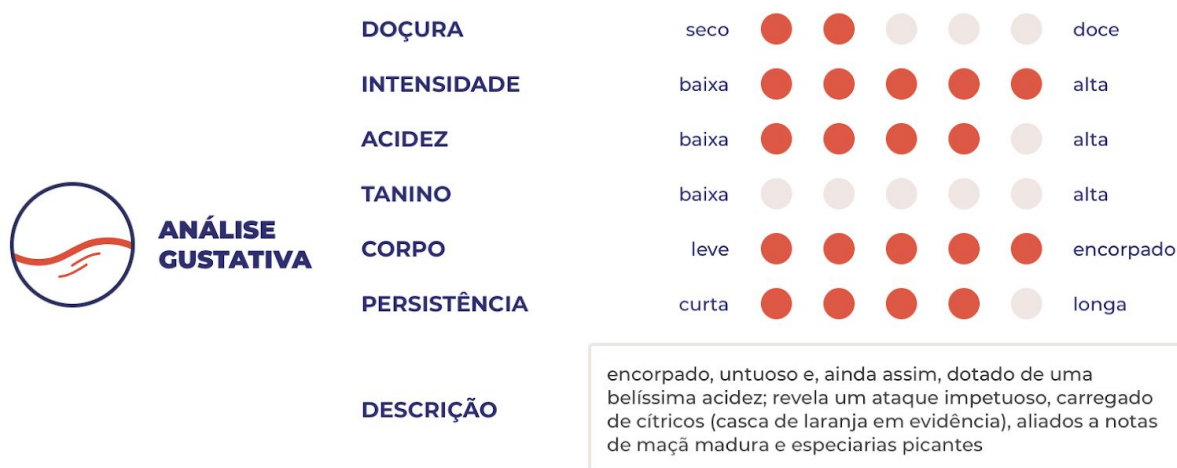 DOÇURA seco doce
INTENSIDADE baixa alta
ACIDEZ baixa alta
TANINO baixa alta
ANÁLISE
GUSTATIVA
CORPO leve encorpado
PERSISTÊNCIA curta longa
DESCRIÇÃO
encorpado, untuoso e, ainda assim, dotado de uma
belíssima acidez; revela um ataque impetuoso, carregado
de cítricos (casca de laranja em evidência), aliados a notas
de maçã madura e especiarias picantes